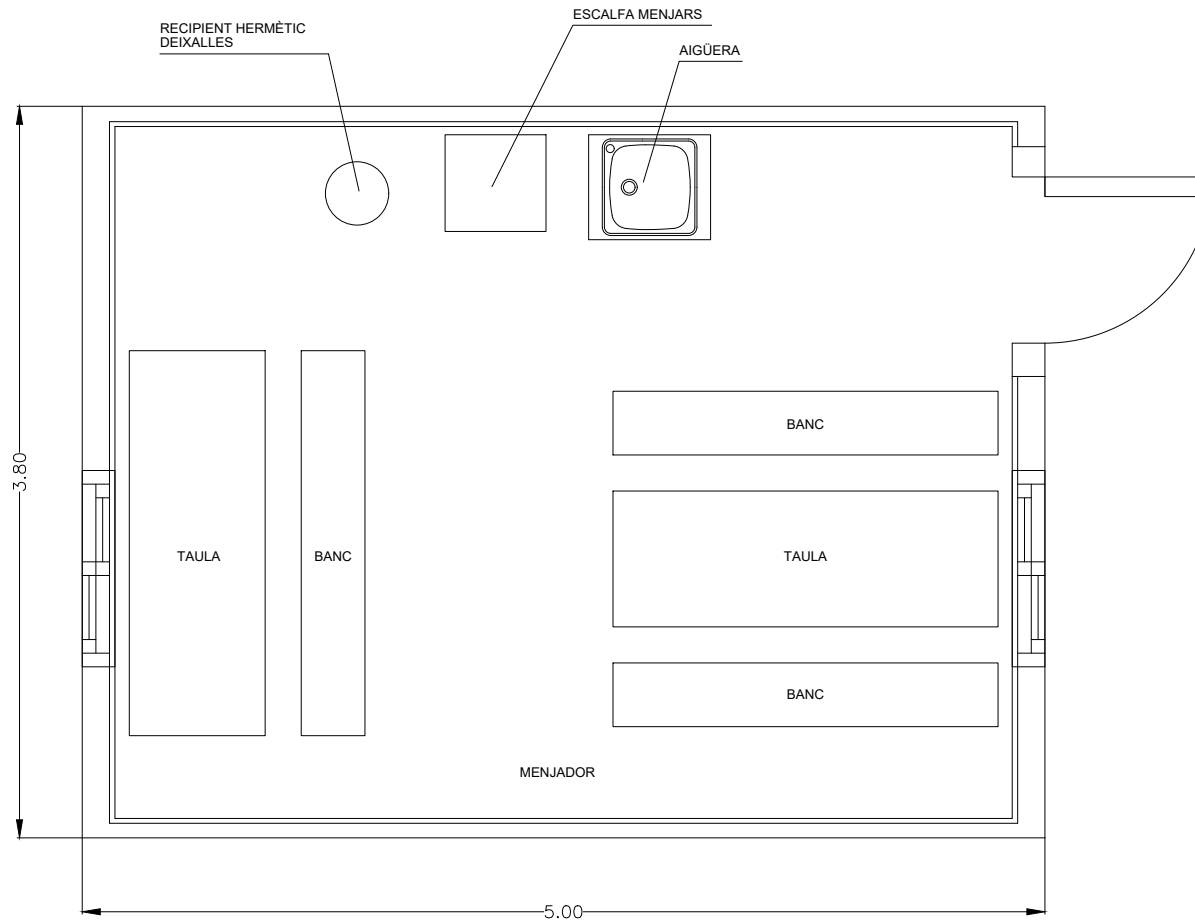 ESCALFA MENJARS
RECIPIENT HERMÈTIC
DEIXALLES
AIGÜERA
3.80
BANC
TAULA
BANC
TAULA
BANC
MENJADOR
5.00